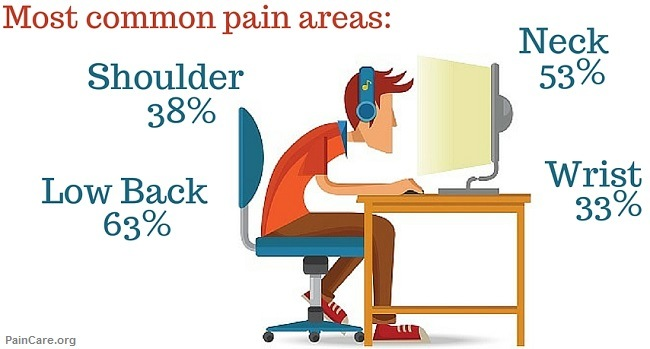 Most common pain areas:
Neck
53%
Shoulder
38%
Low Back
63%
Wrist
33%
PainCare.org